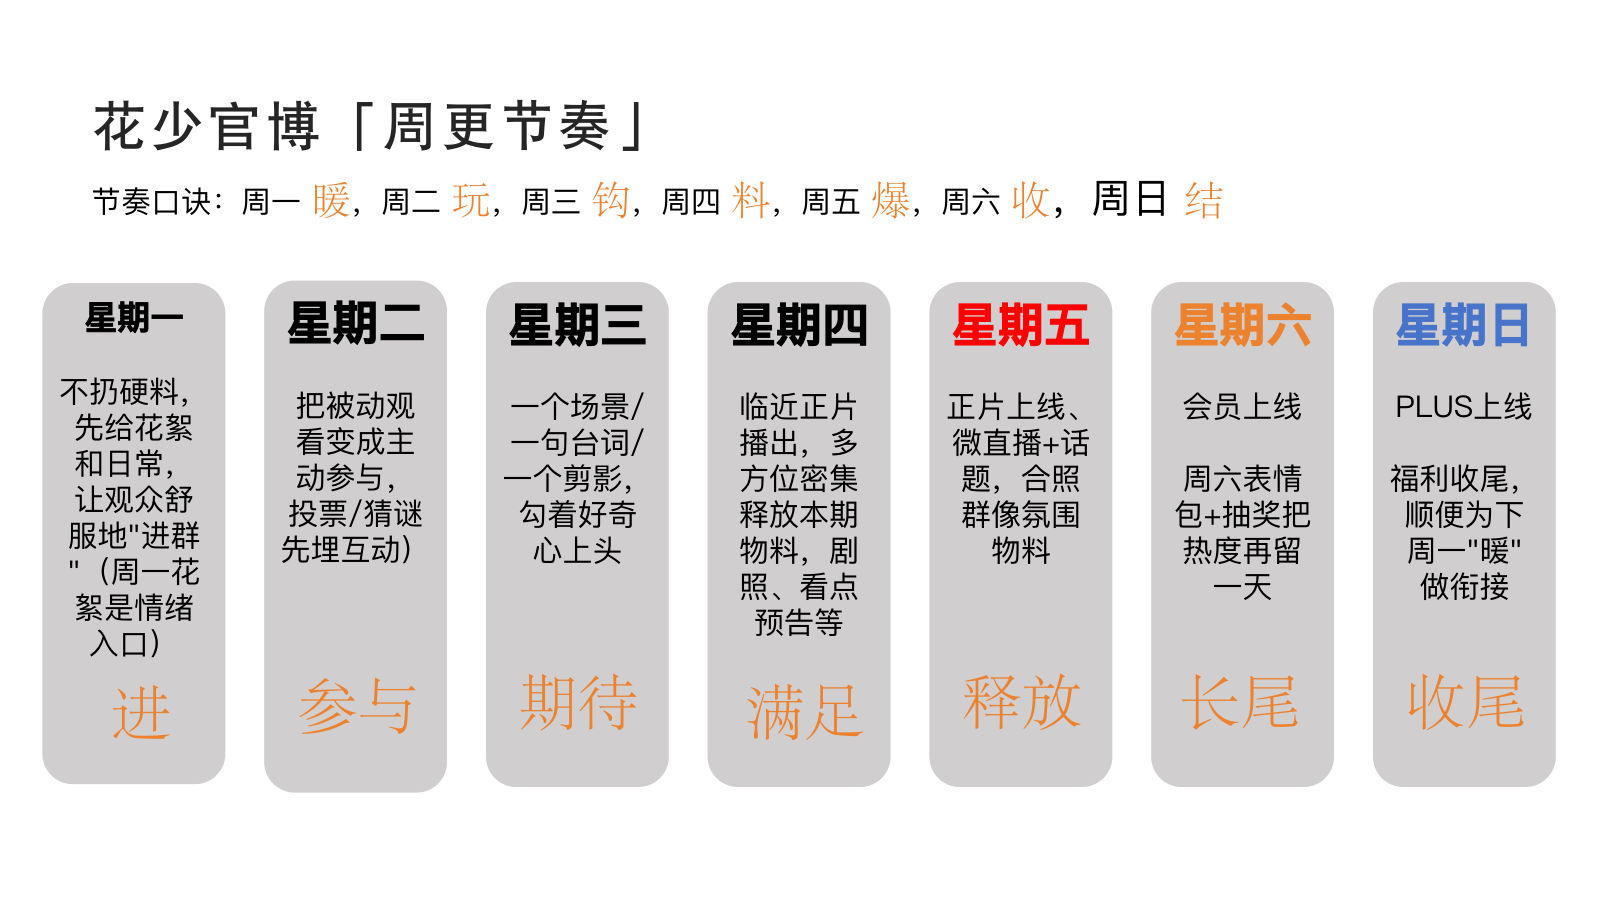 花少官博「周更节奏」
节奏口诀：周一 暖，周二 玩，周三 钩，周四 料，周五 爆，周六 收，周日 结
星期一
不扔硬料，
先给花絮
和日常，
让观众舒
服地"进群
"（周一花
絮是情绪
入口）
进
星期二
把被动观
看变成主
动参与，
投票/猜谜
先埋互动）
参与
星期三
一个场景/
一句台词/
一个剪影，
勾着好奇
心上头
期待
星期四
临近正片
播出，多
方位密集
释放本期
物料，剧
照、看点
预告等
满足
星期五
正片上线、
微直播+话
题，合照
群像氛围
物料
释放
星期六
会员上线
周六表情
包+抽奖把
热度再留
一天
长尾
星期日
PLUS上线
福利收尾，
顺便为下
周一"暖"
做衔接
收尾